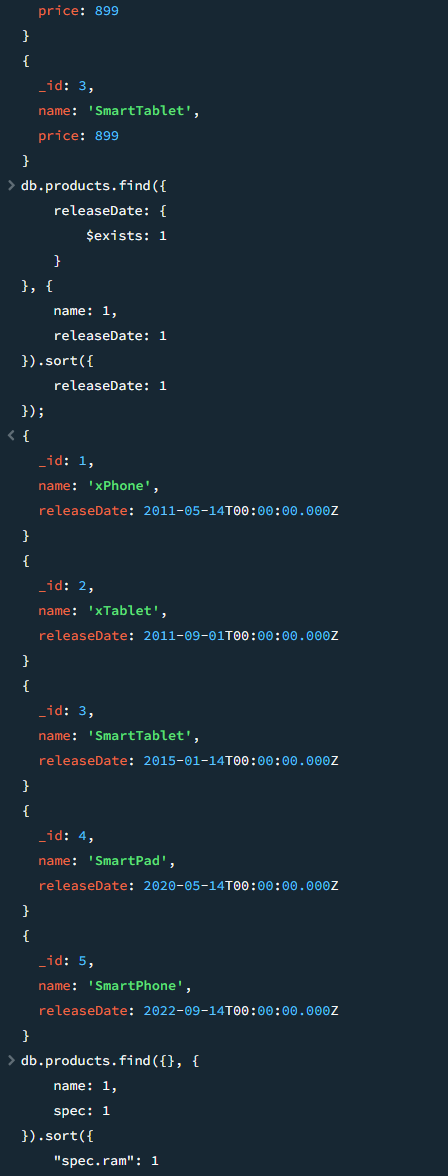 price: 899
}
{
_id: 3,
name: 'SmartTablet',
price: 899
}
> db.products.find({
releaseDate: {
$exists: 1
}
}, {
name: 1,
releaseDate: 1
}).sort({
releaseDate: 1
});
< {
_id: 1,
name: 'xPhone',
releaseDate: 2011-05-14T00:00:00.000Z
}
{
_id: 2,
name: 'xTablet',
releaseDate: 2011-09-01T00:00:00.000Z
}
{
_id: 3,
name: 'SmartTablet',
releaseDate: 2015-01-14T00:00:00.000Z
}
{
_id: 4,
name: 'SmartPad',
releaseDate: 2020-05-14T00:00:00.000Z
}
{
_id: 5,
name: 'SmartPhone',
releaseDate: 2022-09-14T00:00:00.000Z
}
> db.products.find({}, {
name: 1,
spec: 1
}).sort({
"spec.ram": 1